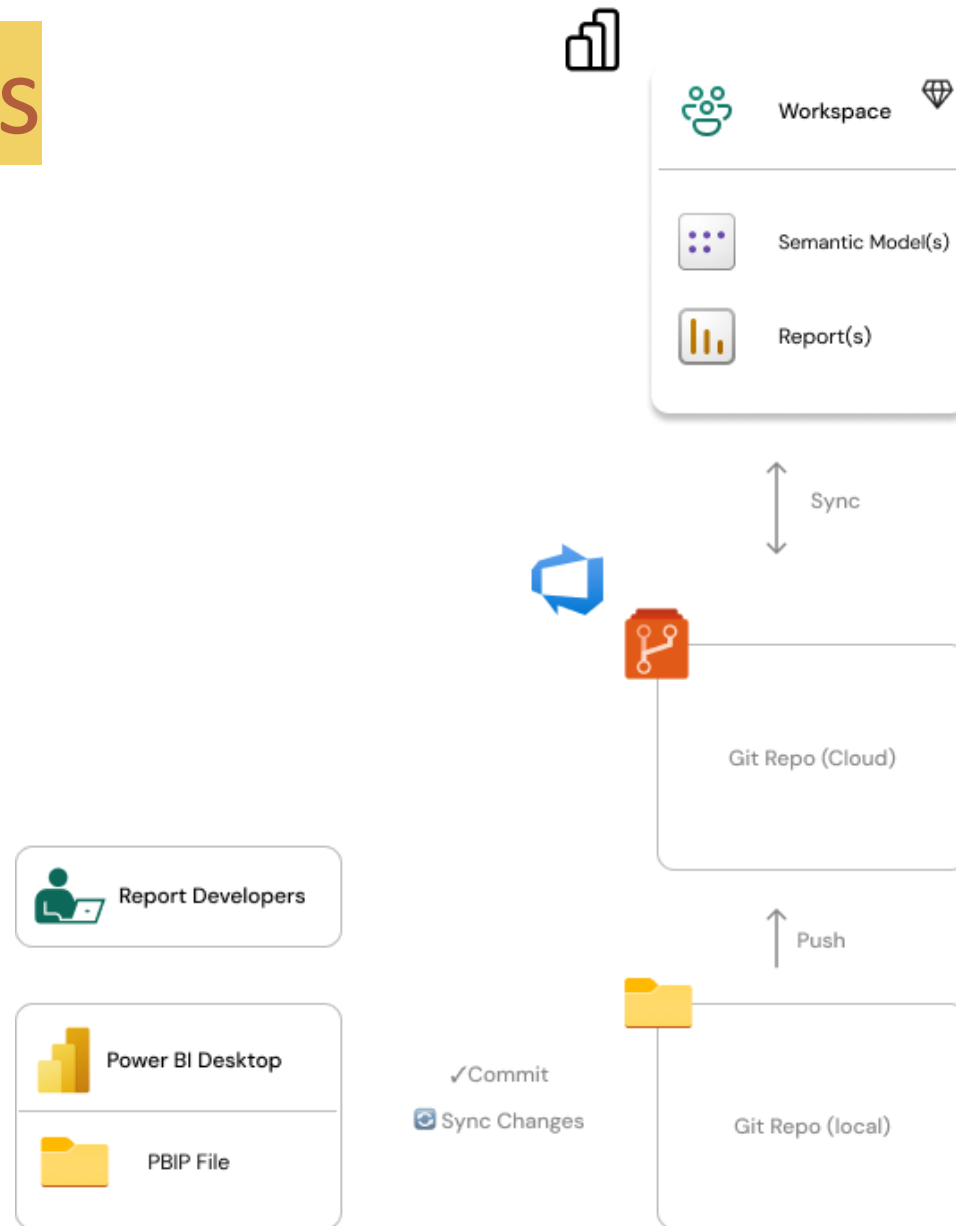 s
Workspace
Semantic Model(s)
Report(s)
Sync
Git Repo (Cloud)
Report Developers
Push
Power BI Desktop
✓Commit
Sync Changes
Git Repo (local)
PBIP File